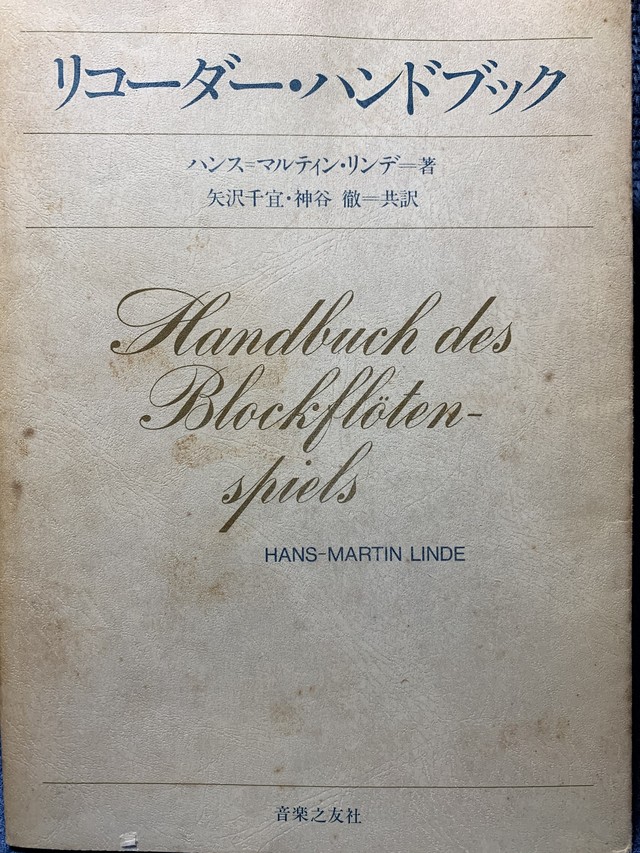 リコーダー・ハンドブック
ハンス=マルティン・リンデ=著
矢沢千宜・神谷 徹=共訳
Handbuch des
Blockflöten-
spiels
HANS-MARTIN LINDE
音楽之友社